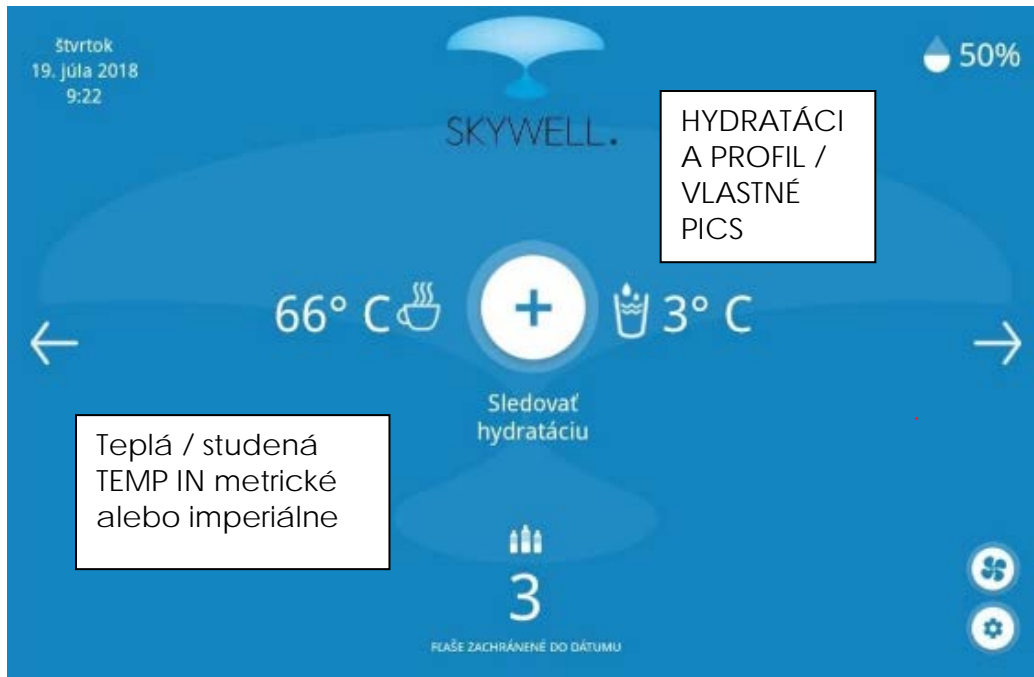 štvrtok
19. júla 2018
9:22
50%
SKYWELL.
HYDRATÁCI
A PROFIL /
VLASTNÉ
PICS
66° C
3° C
Sledovať
hydratáciu
Teplá / studená
TEMP IN metrické
alebo imperiálne
3
FĽAŠE ZACHRÁNENÉ DO DÁTUMU